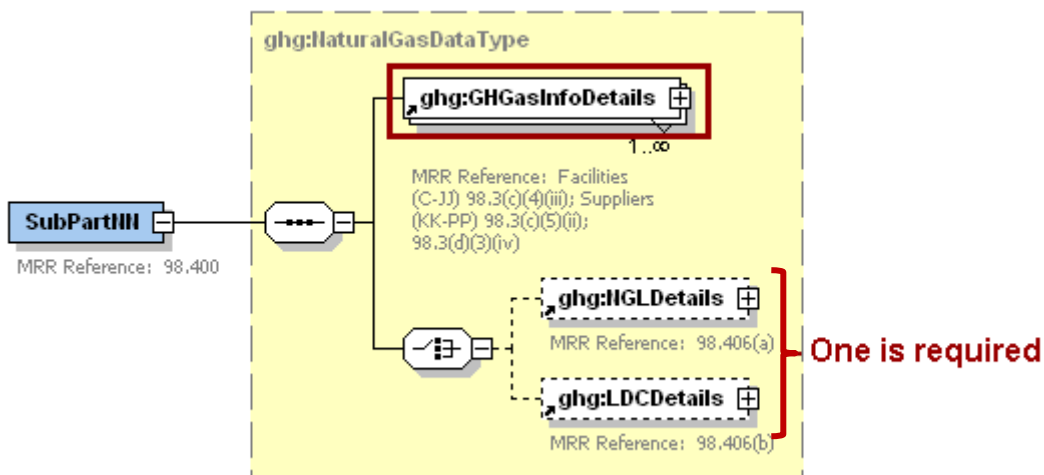 ghg:NaturalGasDataType
ghg:GHGasInfoDetails
1..∞
MRR Reference: Facilities
(C-JJ) 98.3(c)(4)(iii); Suppliers
(KK-PP) 98.3(c)(5)(ii);
98.3(d)(3)(iv)
SubPartNN
MRR Reference: 98.400
ghg:NGLDetails
MRR Reference: 98.406(a)
One is required
ghg:LDCDetails
MRR Reference: 98.406(b)